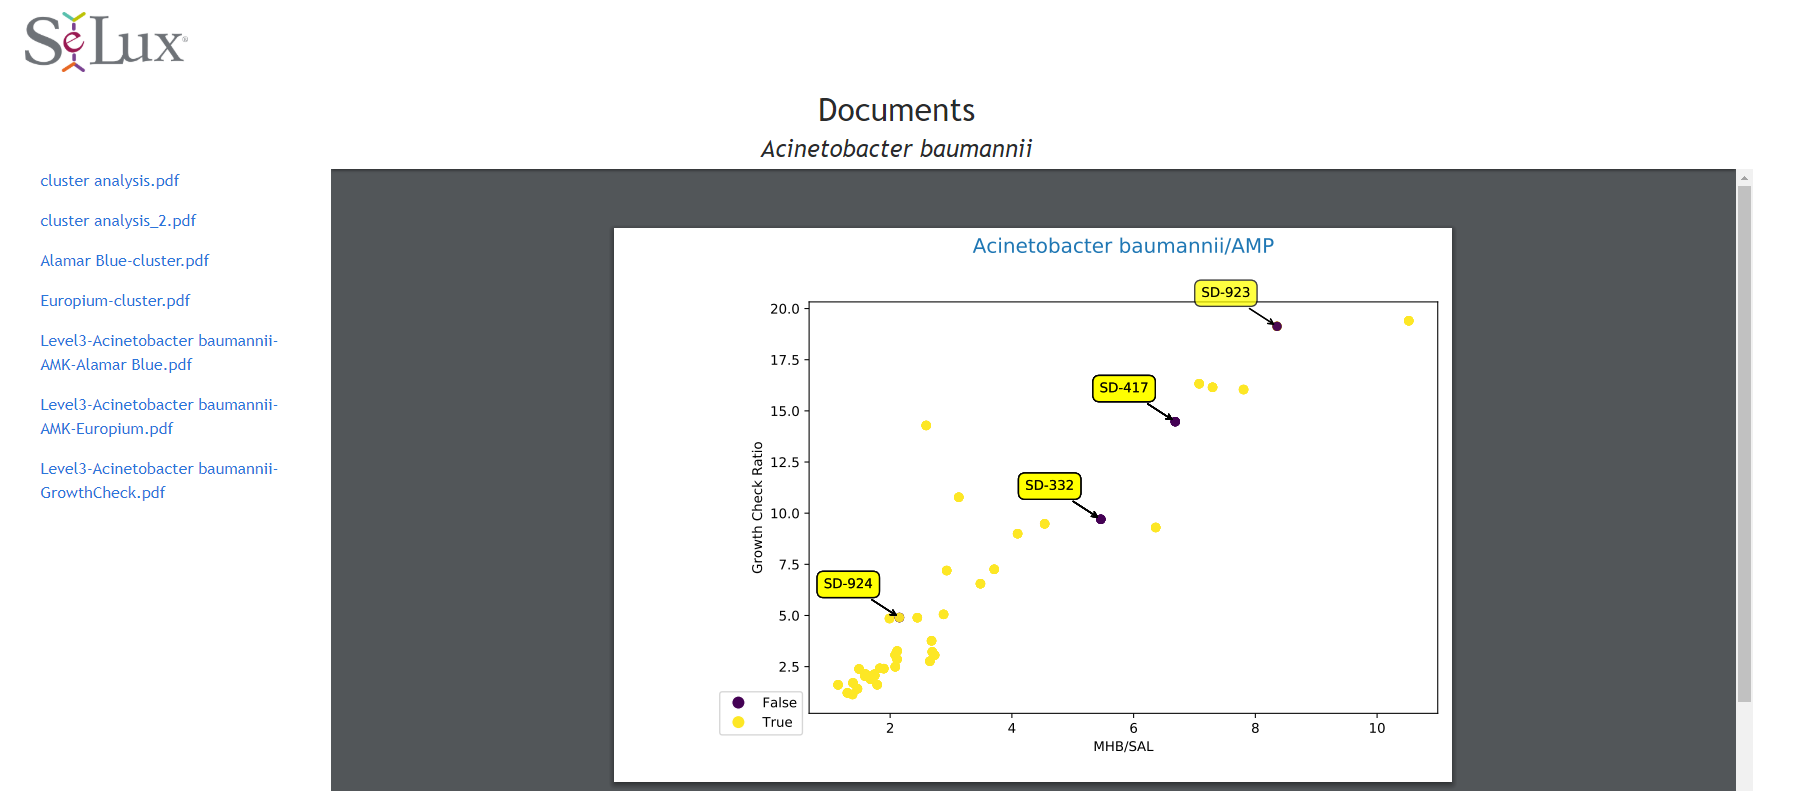 SeLux®
Documents
Acinetobacter baumannii
cluster analysis.pdf
cluster analysis_2.pdf
Alamar Blue-cluster.pdf
Europium-cluster.pdf
Level3-Acinetobacter baumannii-
AMK-Alamar Blue.pdf
Level3-Acinetobacter baumannii-
AMK-Europium.pdf
Level3-Acinetobacter baumannii-
GrowthCheck.pdf
Acinetobacter baumannii/AMP
SD-923
SD-417
SD-332
SD-924
20.0
17.5
15.0
12.5
10.0
7.5
5.0
2.5
Growth Check Ratio
False
True
2 4 6 8 10
MHB/SAL